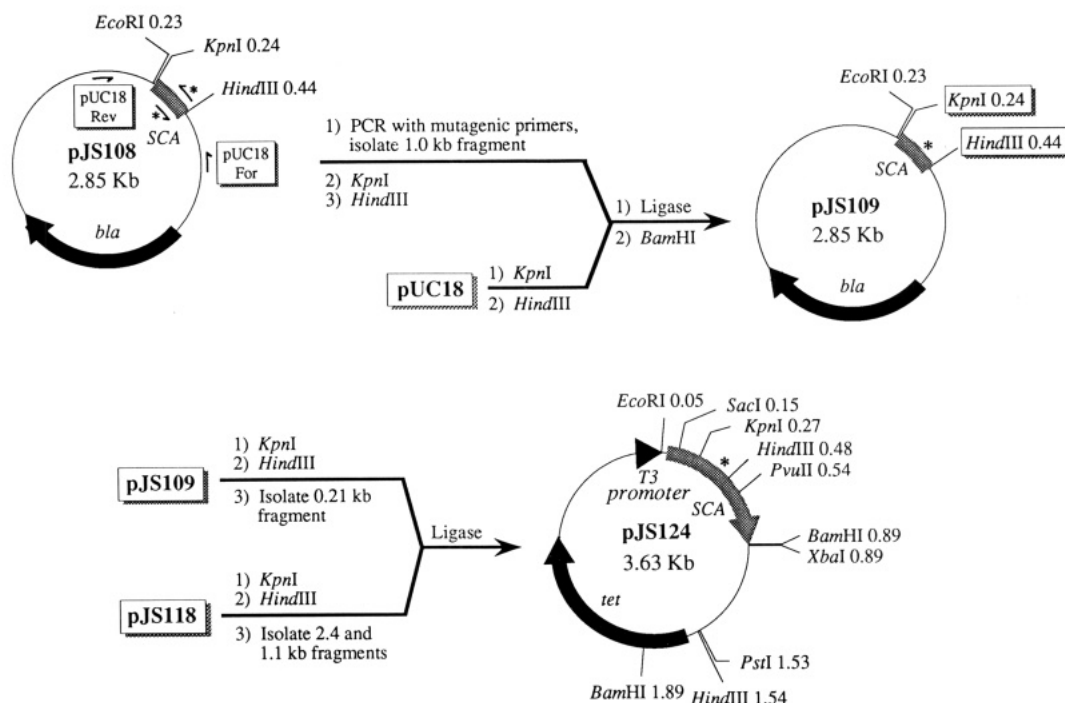 EcoRI 0.23
KpnI 0.24
HindIII 0.44
pUC18
Rev
*
*
SCA
pJS108
2.85 Kb
pUC18
For
bla
1) PCR with mutagenic primers,
isolate 1.0 kb fragment
2) KpnI
3) HindIII
pUC18
1) KpnI
2) HindIII
1) Ligase
2) BamHI
EcoRI 0.23
KpnI 0.24
*
HindIII 0.44
SCA
pJS109
2.85 Kb
bla
pJS109
1) KpnI
2) HindIII
3) Isolate 0.21 kb
fragment
pJS118
1) KpnI
2) HindIII
3) Isolate 2.4 and
1.1 kb fragments
Ligase
EcoRI 0.05
SacI 0.15
KpnI 0.27
*
HindIII 0.48
PvuII 0.54
T3
promoter
SCA
pJS124
3.63 Kb
BamHI 0.89
XbaI 0.89
tet
PstI 1.53
BamHI 1.89
HindIII 1.54